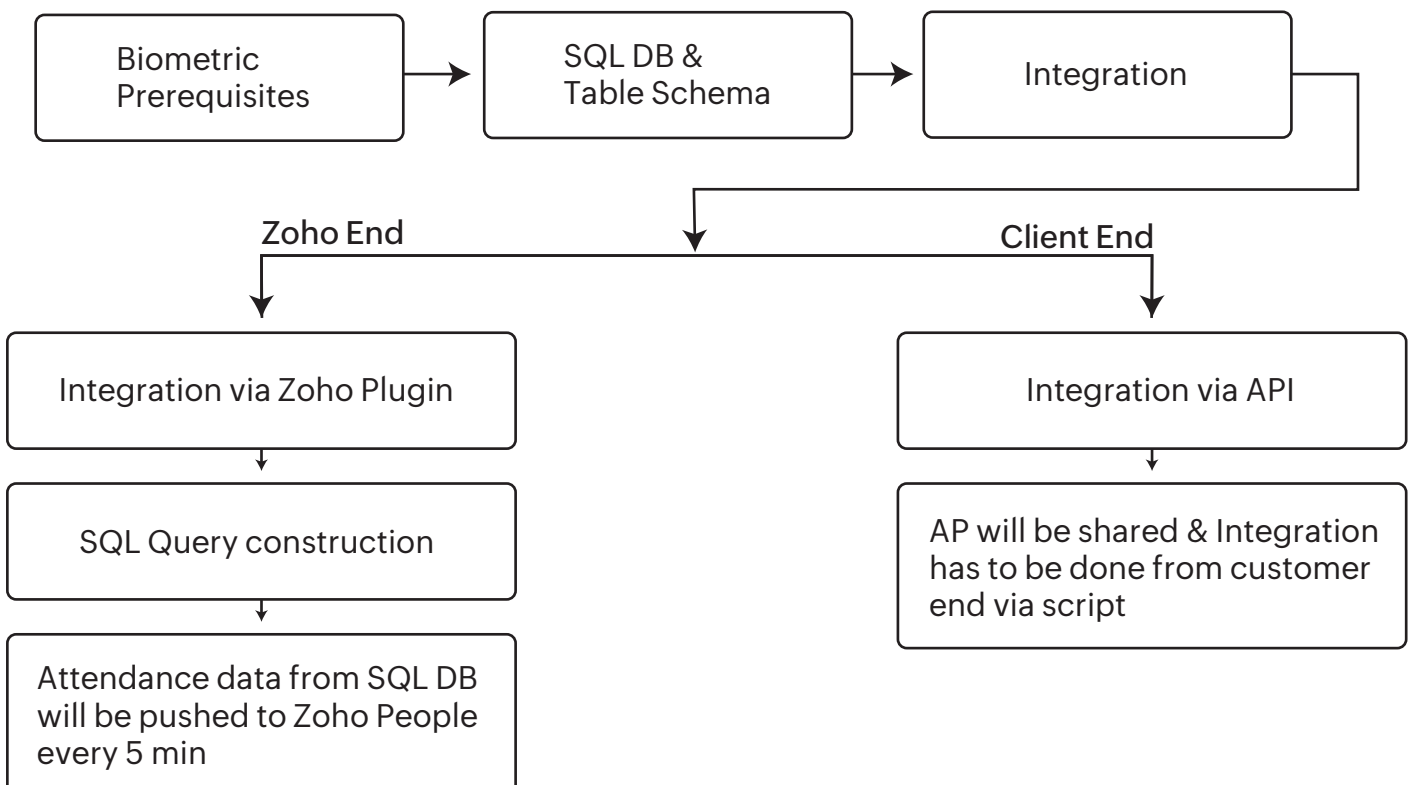 Biometric
Prerequisites
SQL DB &
Table Schema
Integration
Zoho End
Client End
Integration via Zoho Plugin
Integration via API
SQL Query construction
AP will be shared & Integration
has to be done from customer
end via script
Attendance data from SQL DB
will be pushed to Zoho People
every 5 min